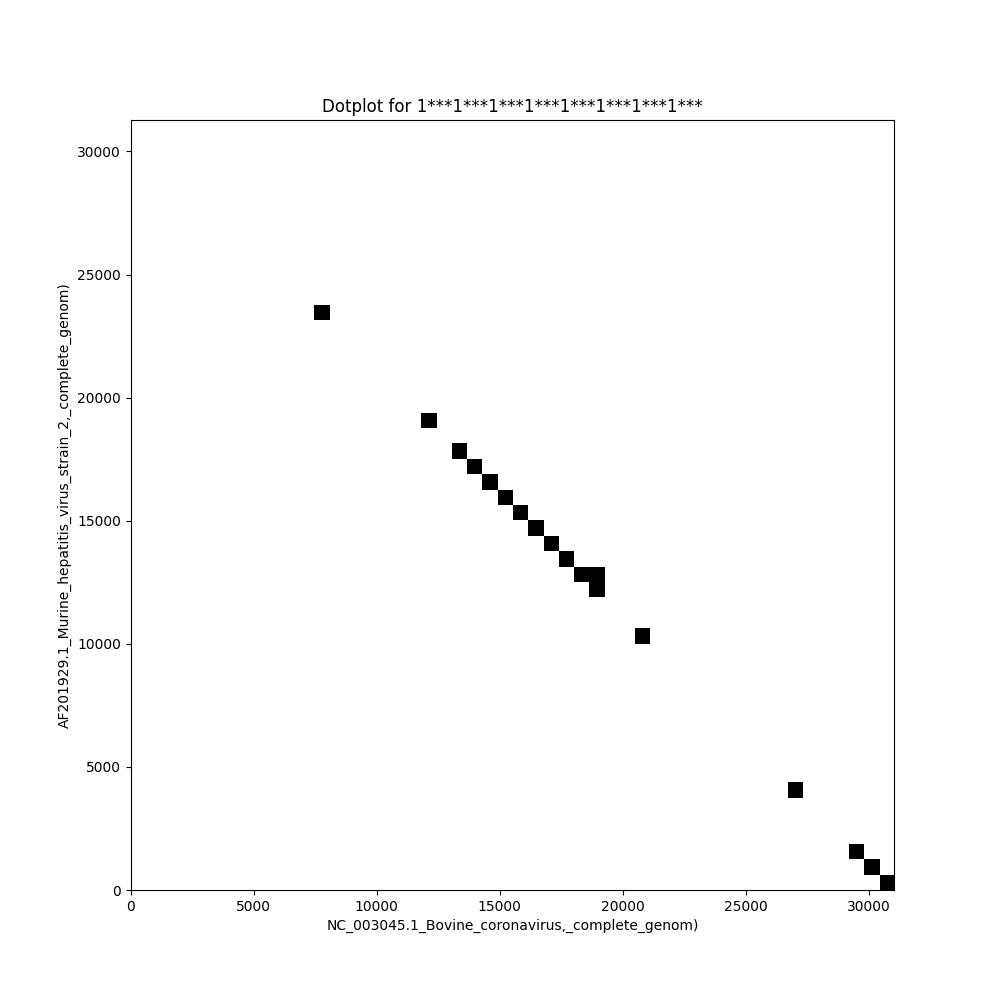 Dotplot for 1***1***1***1***1***1***1***1***
30000
25000
20000
15000
10000
5000
0
AF201929.1_Murine_hepatitis_virus_strain_2,_complete_genom)
0 5000 10000 15000 20000 25000 30000
NC_003045.1_Bovine_coronavirus,_complete_genom)